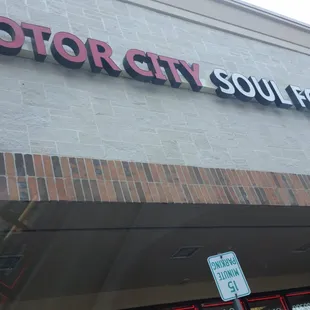 OTOR CITY SOUL F
15
MINUTE
PARKING